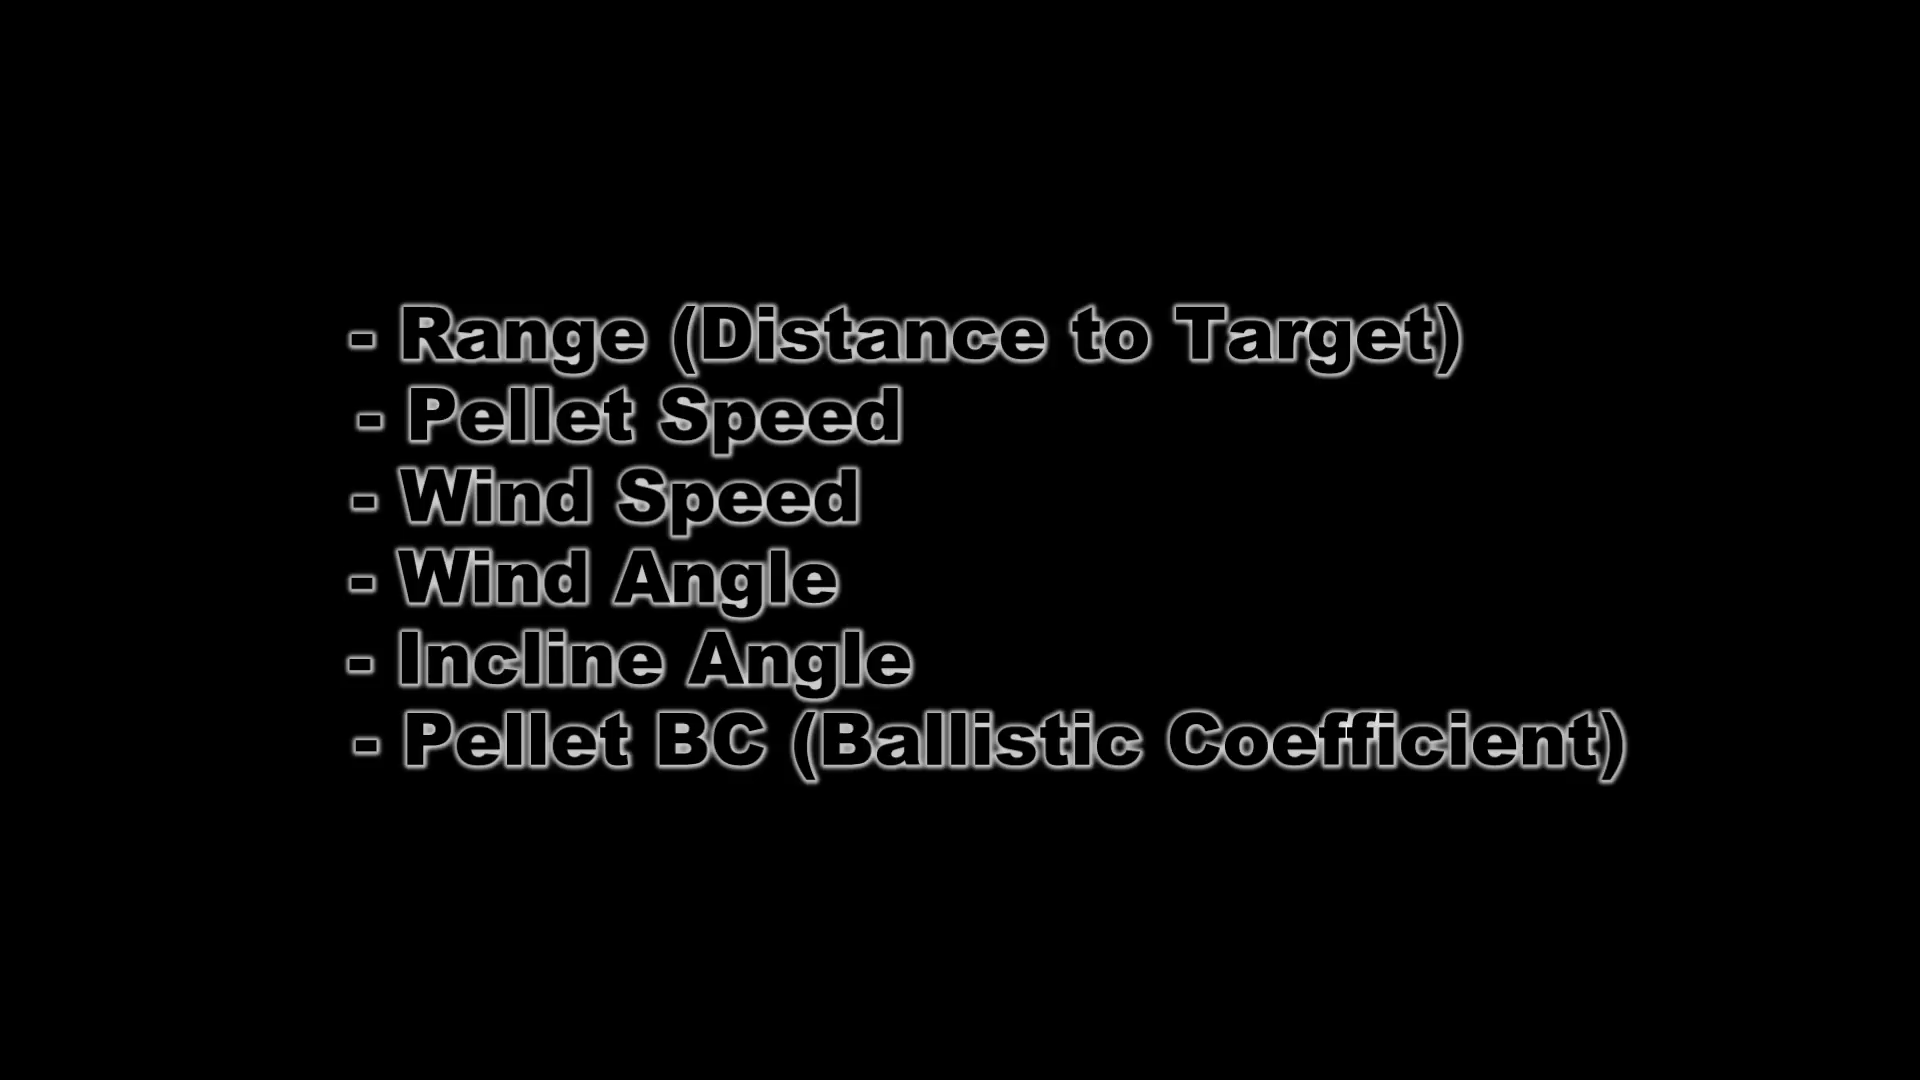 - Range (Distance to Target)
- Pellet Speed
- Wind Speed
- Wind Angle
- Incline Angle
- Pellet BC (Ballistic Coefficient)